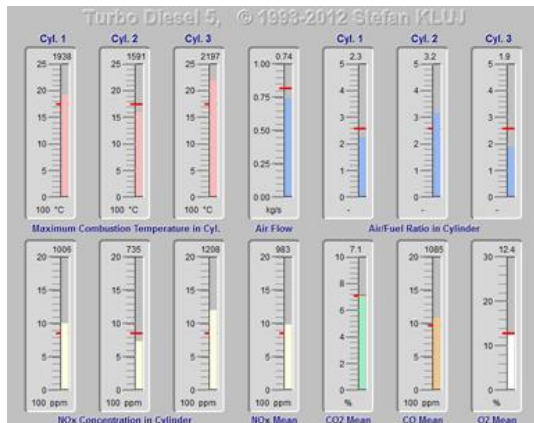 Turbo Diesel 5, © 1993-2012 Stefan KLUJ
Cyl. 1 Cyl. 2 Cyl. 3 Cyl. 1 Cyl. 2 Cyl. 3
1938 1591 2197 0.74 2.3 3.2 1.9
25 25 25 1.00 5 5 5
20 20 20 4 4 4
0.75
15 15 15 3 3 3
0.50
10 10 10 2 2 2
0.25
5 5 5 1 1 1
0 0 0 0.00 0 0 0
100 °C 100 °C 100 °C kg/s - - -
Maximum Combustion Temperature in Cyl. Air Flow Air/Fuel Ratio in Cylinder
1006 735 1208 983 7.1 1085 12.4
20 20 20 20 10 20 30
8
15 15 15 15 15
20
6
10 10 10 10 10
4
10
5 5 5 5 5
2
0 0 0 0 0 0 0
100 ppm 100 ppm 100 ppm 100 ppm % 100 ppm %
NOx Concentration in Cylinder NOx Mean CO2 Mean CO Mean O2 Mean